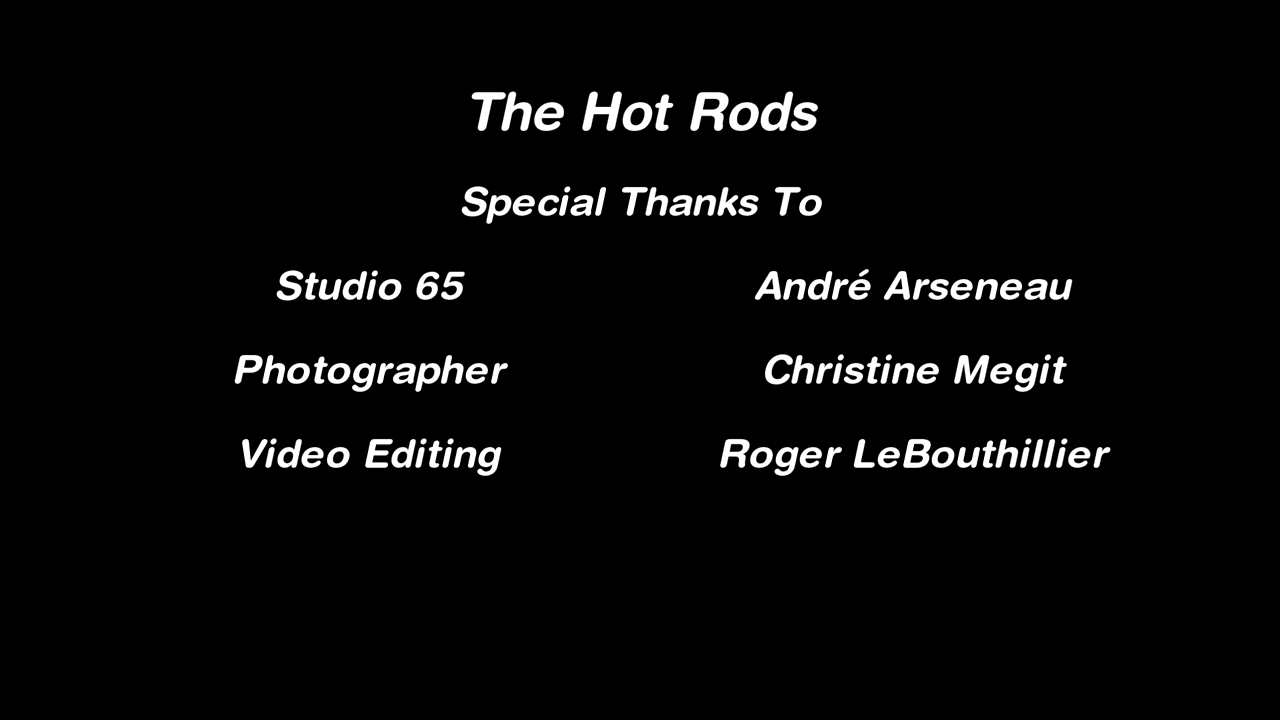 The Hot Rods
Special Thanks To
Studio 65 André Arseneau
Photographer Christine Megit
Video Editing Roger LeBouthillier